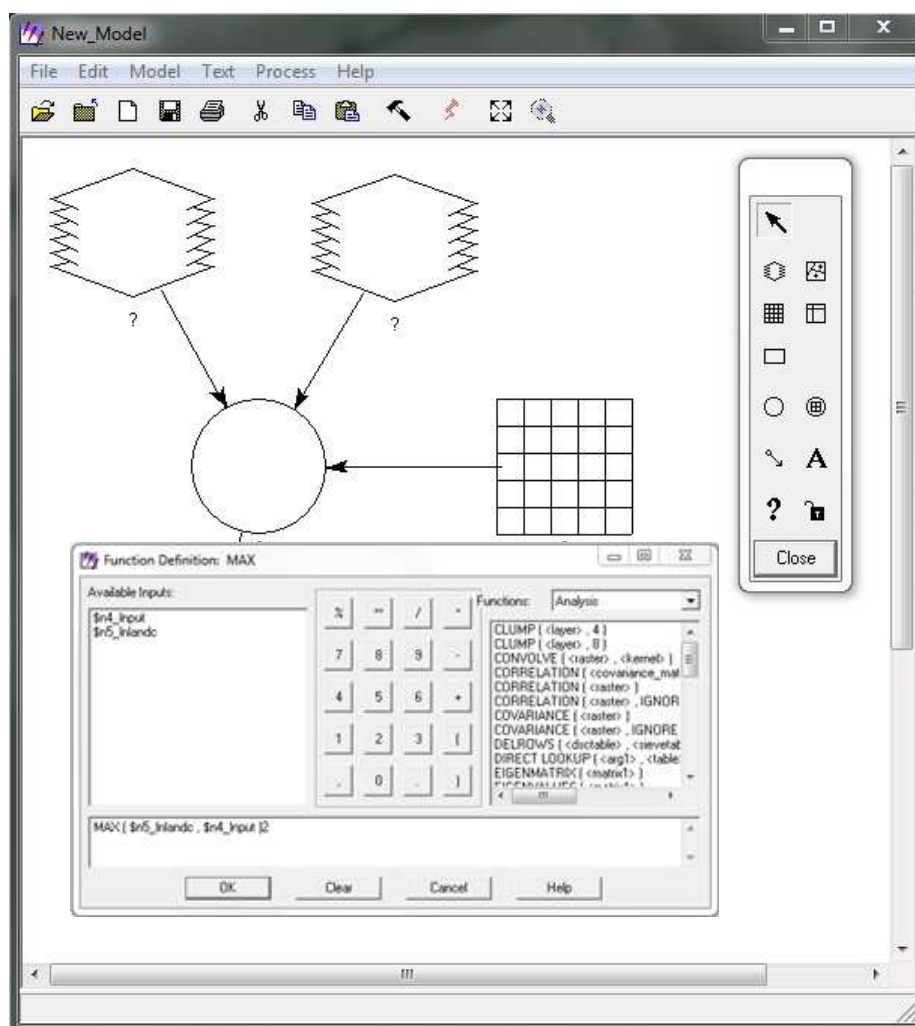 New_Model
File Edit Model Text Process Help
? ?
A
?
Close
Function Definition: MAX
Available Inputs:
$n4_Input
$n5_Inlandc
Functions: Analysis
7 8 9 -
4 5 6 +
1 2 3 (
, 0 . )
CLUMP ( <layer> , 4 )
CLUMP ( <layer> , 8 )
CONVOLVE ( <raster> , <kernel> )
CORRELATION ( <covariance_mat
CORRELATION ( <raster> )
CORRELATION ( <raster> , IGNOR
COVARIANCE ( <raster> )
COVARIANCE ( <raster> , IGNORE
DELROWS ( <dsctable> , <sievetab
DIRECT LOOKUP ( <arg1> , <table
EIGENMATRIX ( <matrix1> )
MAX ( $n5_Inlandc , $n4_Input )2
OK Clear Cancel Help